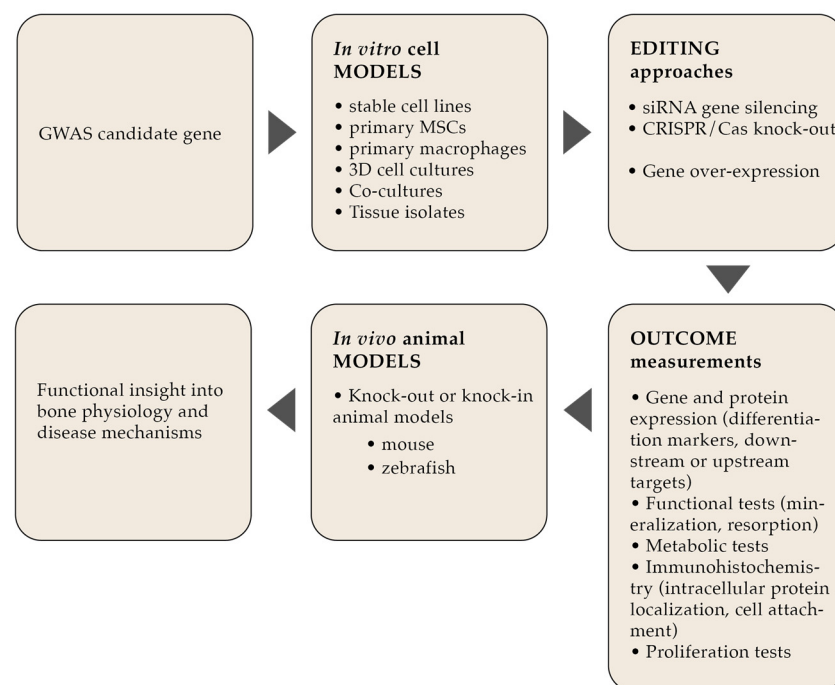 GWAS candidate gene
In vitro cell
MODELS
• stable cell lines
• primary MSCs
• primary macrophages
• 3D cell cultures
• Co-cultures
• Tissue isolates
EDITING
approaches
• siRNA gene silencing
• CRISPR/Cas knock-out
• Gene over-expression
OUTCOME
measurements
• Gene and protein
expression (differentia-
tion markers, down-
stream or upstream
targets)
• Functional tests (min-
eralization, resorption)
• Metabolic tests
• Immunohistochemis-
try (intracellular protein
localization, cell attach-
ment)
• Proliferation tests
In vivo animal
MODELS
• Knock-out or knock-in
animal models
• mouse
• zebrafish
Functional insight into
bone physiology and
disease mechanisms